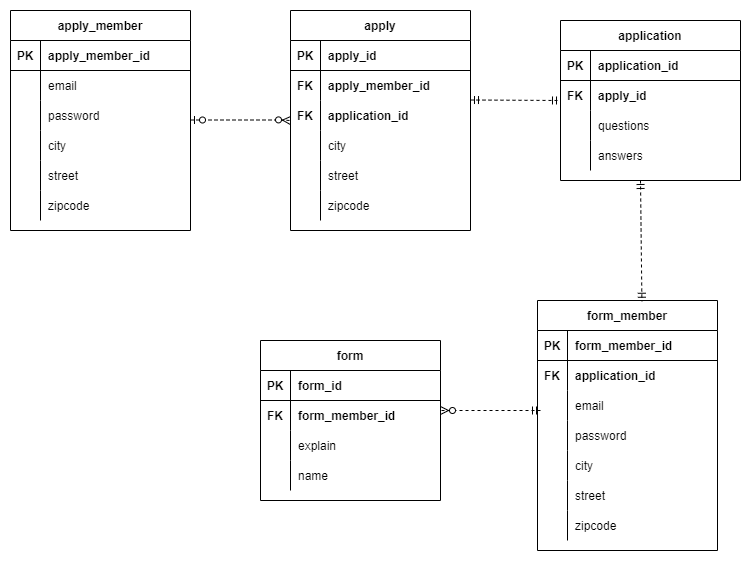 apply_member
PK apply_member_id
email
password
city
street
zipcode
apply
PK apply_id
FK apply_member_id
FK application_id
city
street
zipcode
application
PK application_id
FK apply_id
questions
answers
form
PK form_id
FK form_member_id
explain
name
form_member
PK form_member_id
FK application_id
email
password
city
street
zipcode